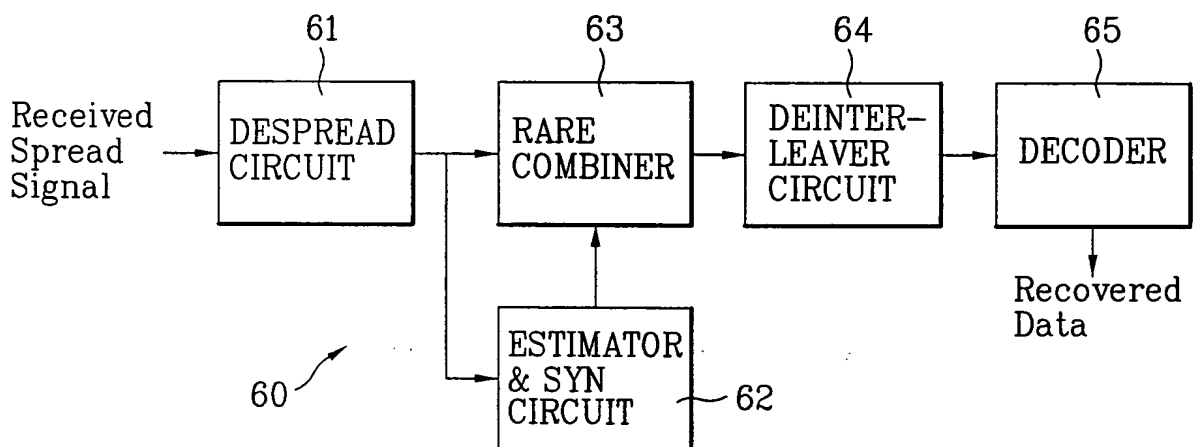 61
63
64
65
Received
Spread
Signal
DESPREAD
CIRCUIT
RARE
COMBINER
DEINTER-
LEAVER
CIRCUIT
DECODER
Recovered
Data
ESTIMATOR
& SYN
CIRCUIT
60
62